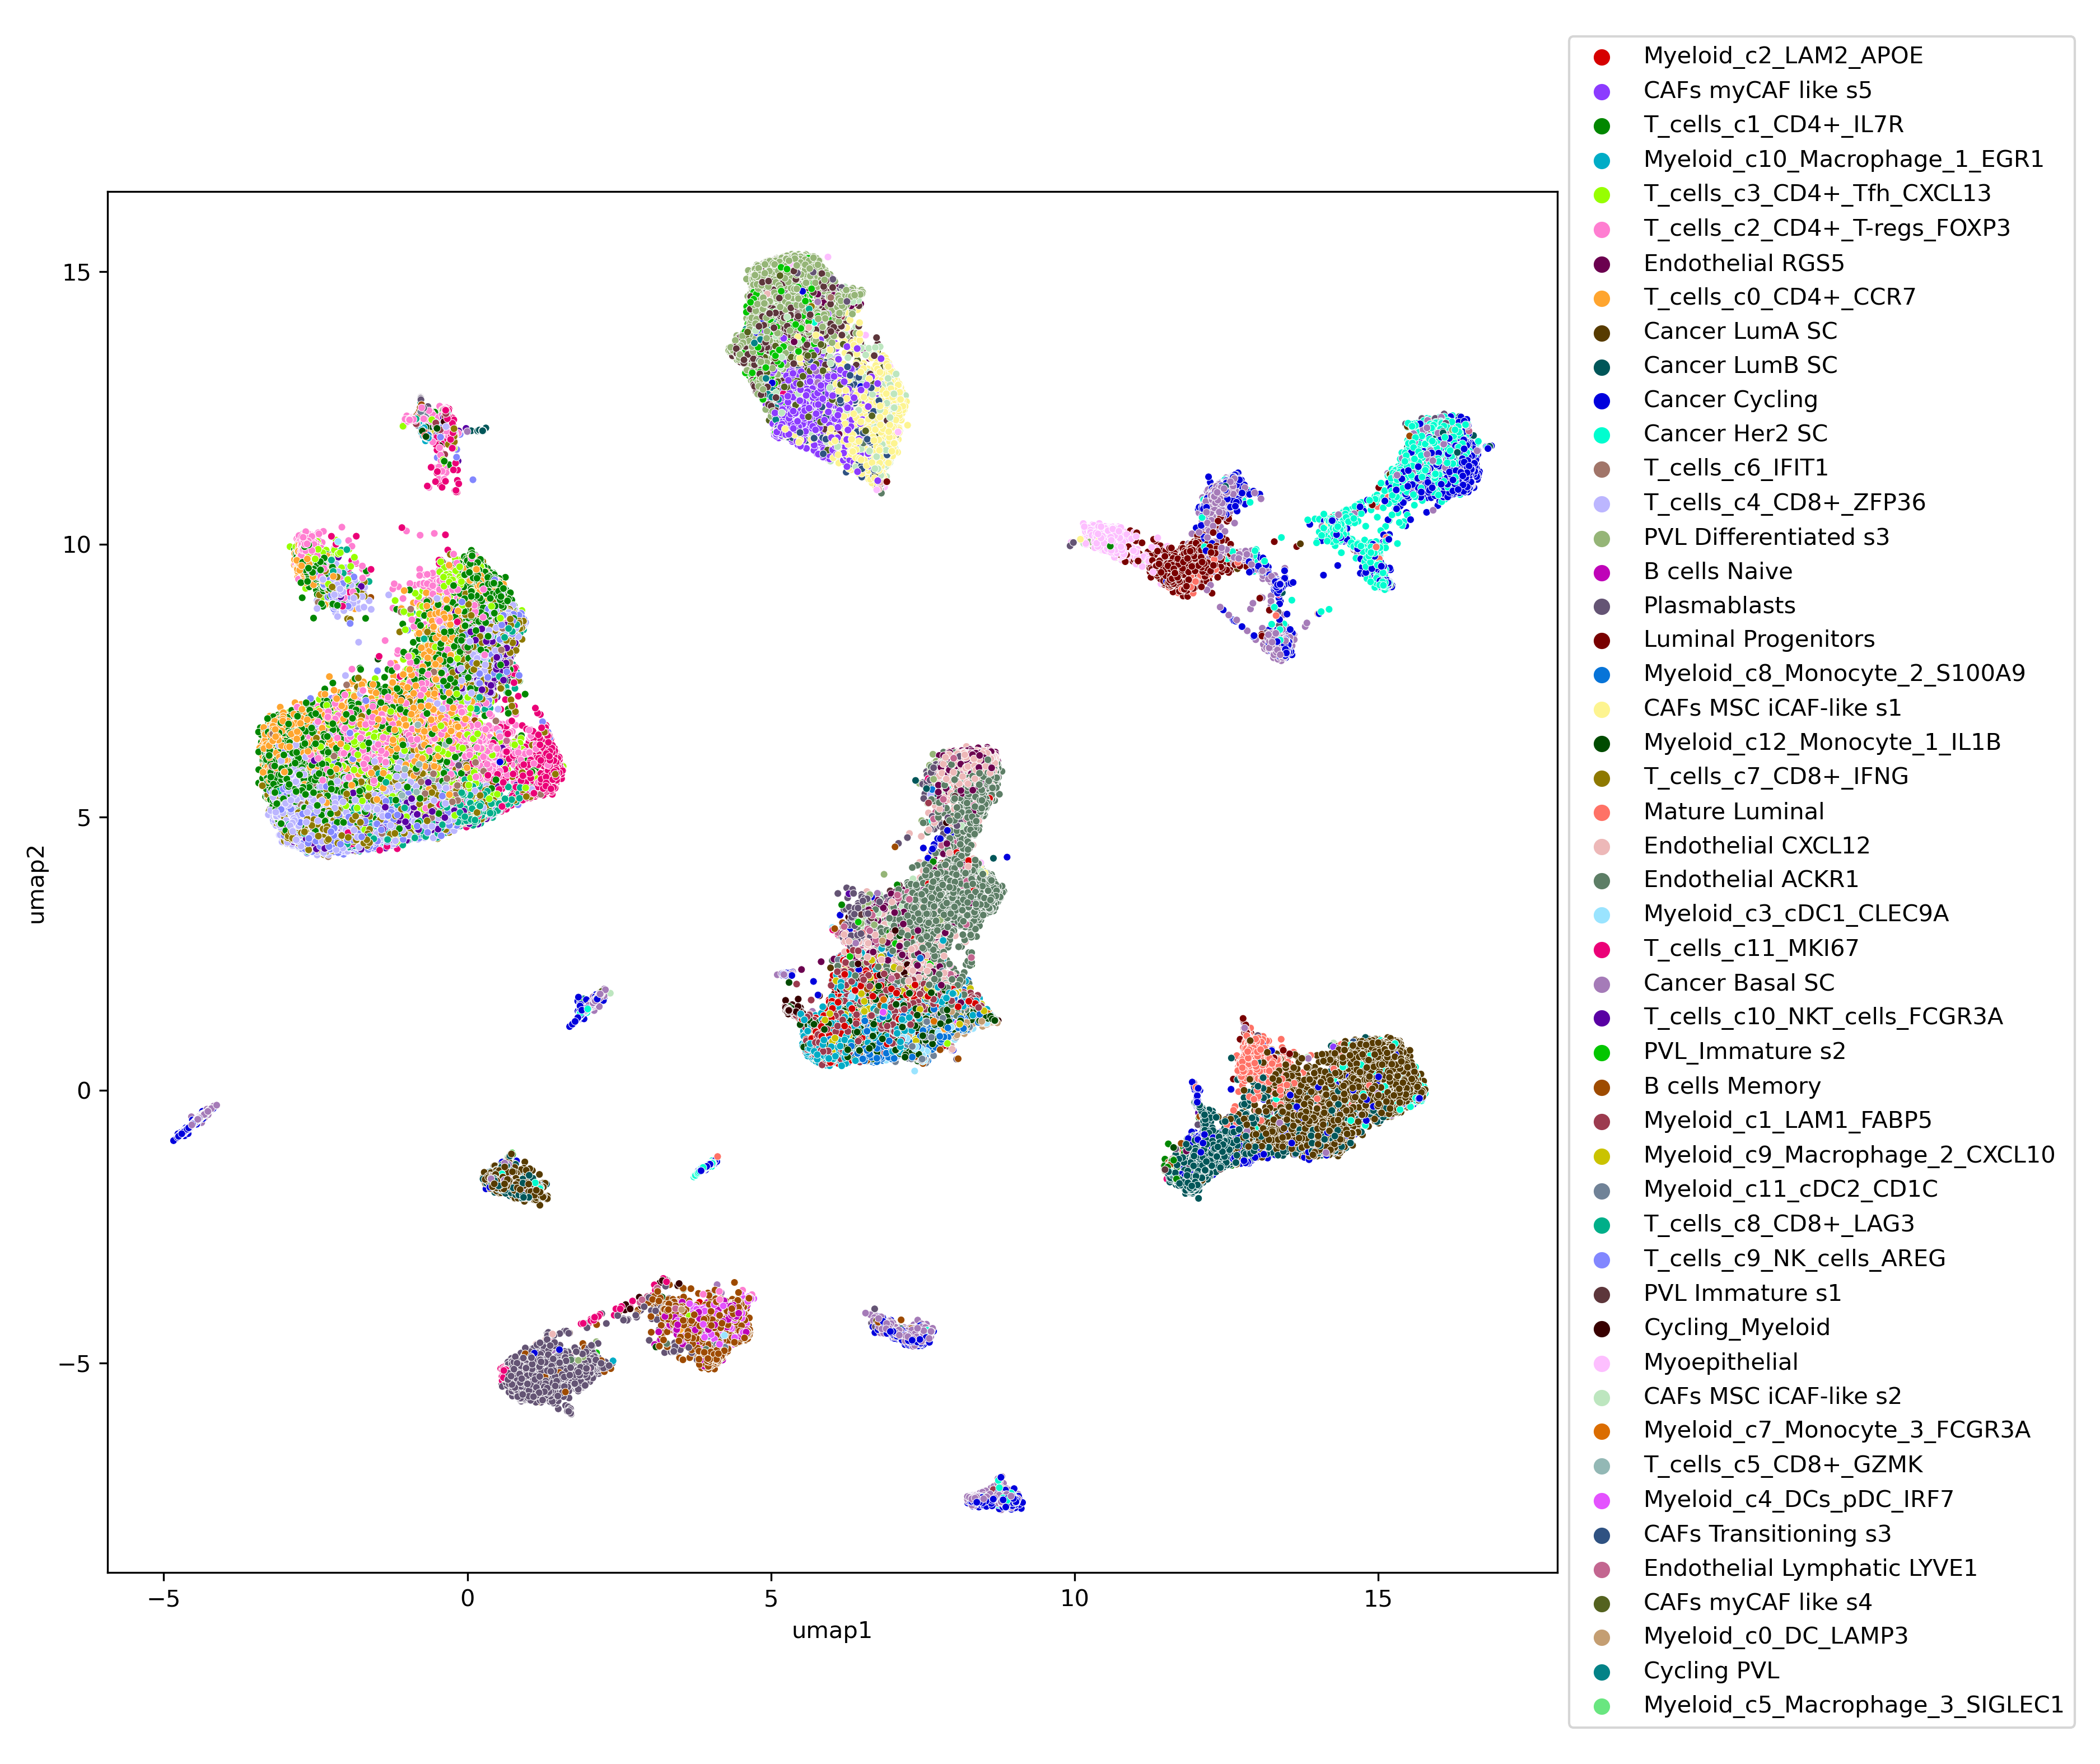 Myeloid_c2_LAM2_APOE
CAFs myCAF like s5
T_cells_c1_CD4+_IL7R
Myeloid_c10_Macrophage_1_EGR1
T_cells_c3_CD4+_Tfh_CXCL13
T_cells_c2_CD4+_T-regs_FOXP3
Endothelial RGS5
T_cells_c0_CD4+_CCR7
Cancer LumA SC
Cancer LumB SC
Cancer Cycling
Cancer Her2 SC
T_cells_c6_IFIT1
T_cells_c4_CD8+_ZFP36
PVL Differentiated s3
B cells Naive
Plasmablasts
Luminal Progenitors
Myeloid_c8_Monocyte_2_S100A9
CAFs MSC iCAF-like s1
Myeloid_c12_Monocyte_1_IL1B
T_cells_c7_CD8+_IFNG
Mature Luminal
Endothelial CXCL12
Endothelial ACKR1
Myeloid_c3_cDC1_CLEC9A
T_cells_c11_MKI67
Cancer Basal SC
T_cells_c10_NKT_cells_FCGR3A
PVL_Immature s2
B cells Memory
Myeloid_c1_LAM1_FABP5
Myeloid_c9_Macrophage_2_CXCL10
Myeloid_c11_cDC2_CD1C
T_cells_c8_CD8+_LAG3
T_cells_c9_NK_cells_AREG
PVL Immature s1
Cycling_Myeloid
Myoepithelial
CAFs MSC iCAF-like s2
Myeloid_c7_Monocyte_3_FCGR3A
T_cells_c5_CD8+_GZMK
Myeloid_c4_DCs_pDC_IRF7
CAFs Transitioning s3
Endothelial Lymphatic LYVE1
CAFs myCAF like s4
Myeloid_c0_DC_LAMP3
Cycling PVL
Myeloid_c5_Macrophage_3_SIGLEC1
15
10
5
0
−5
umap2
−5
0
5
10
15
umap1